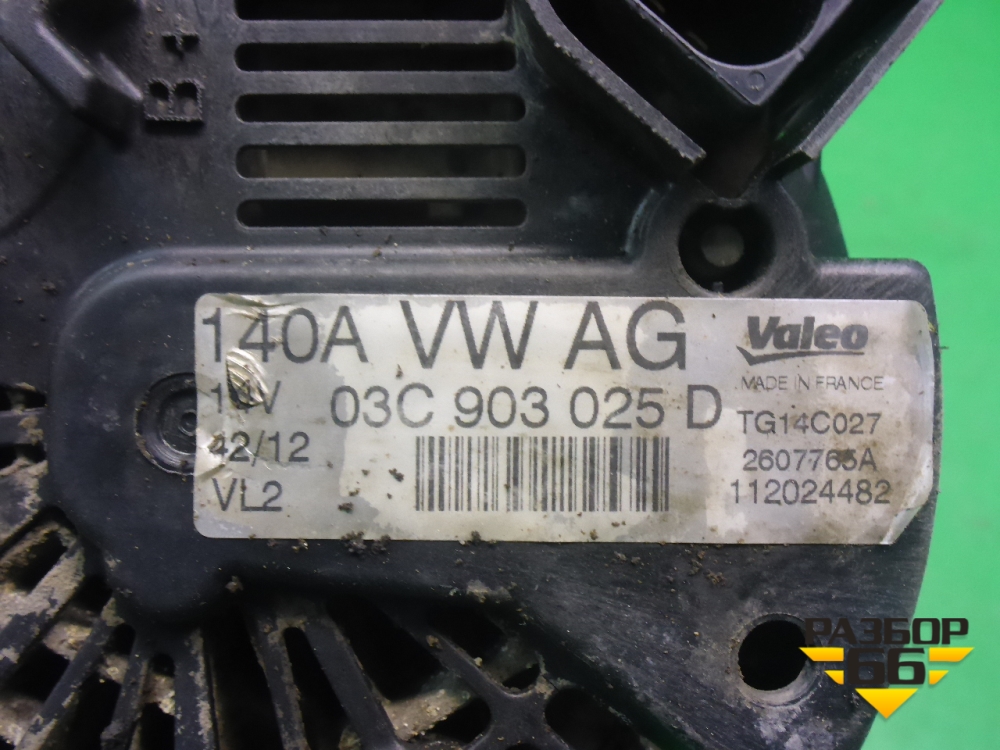 B+
140A VW AG
14V 03C 903 025 D
42/12
VL2
Valeo
MADE IN FRANCE
TG14C027
2607765A
112024482
РАЗБОР
66